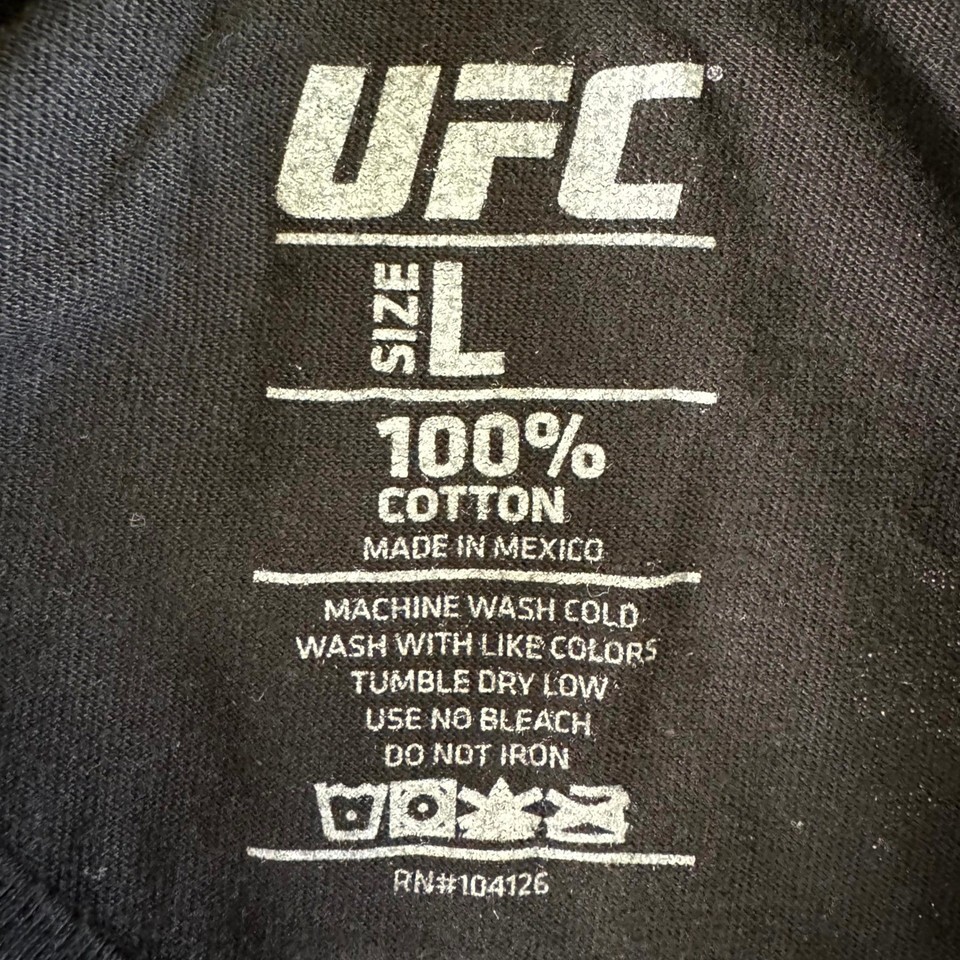 UFC®
SIZE L
100%
COTTON
MADE IN MEXICO
MACHINE WASH COLD
WASH WITH LIKE COLORS
TUMBLE DRY LOW
USE NO BLEACH
DO NOT IRON
RN#104126